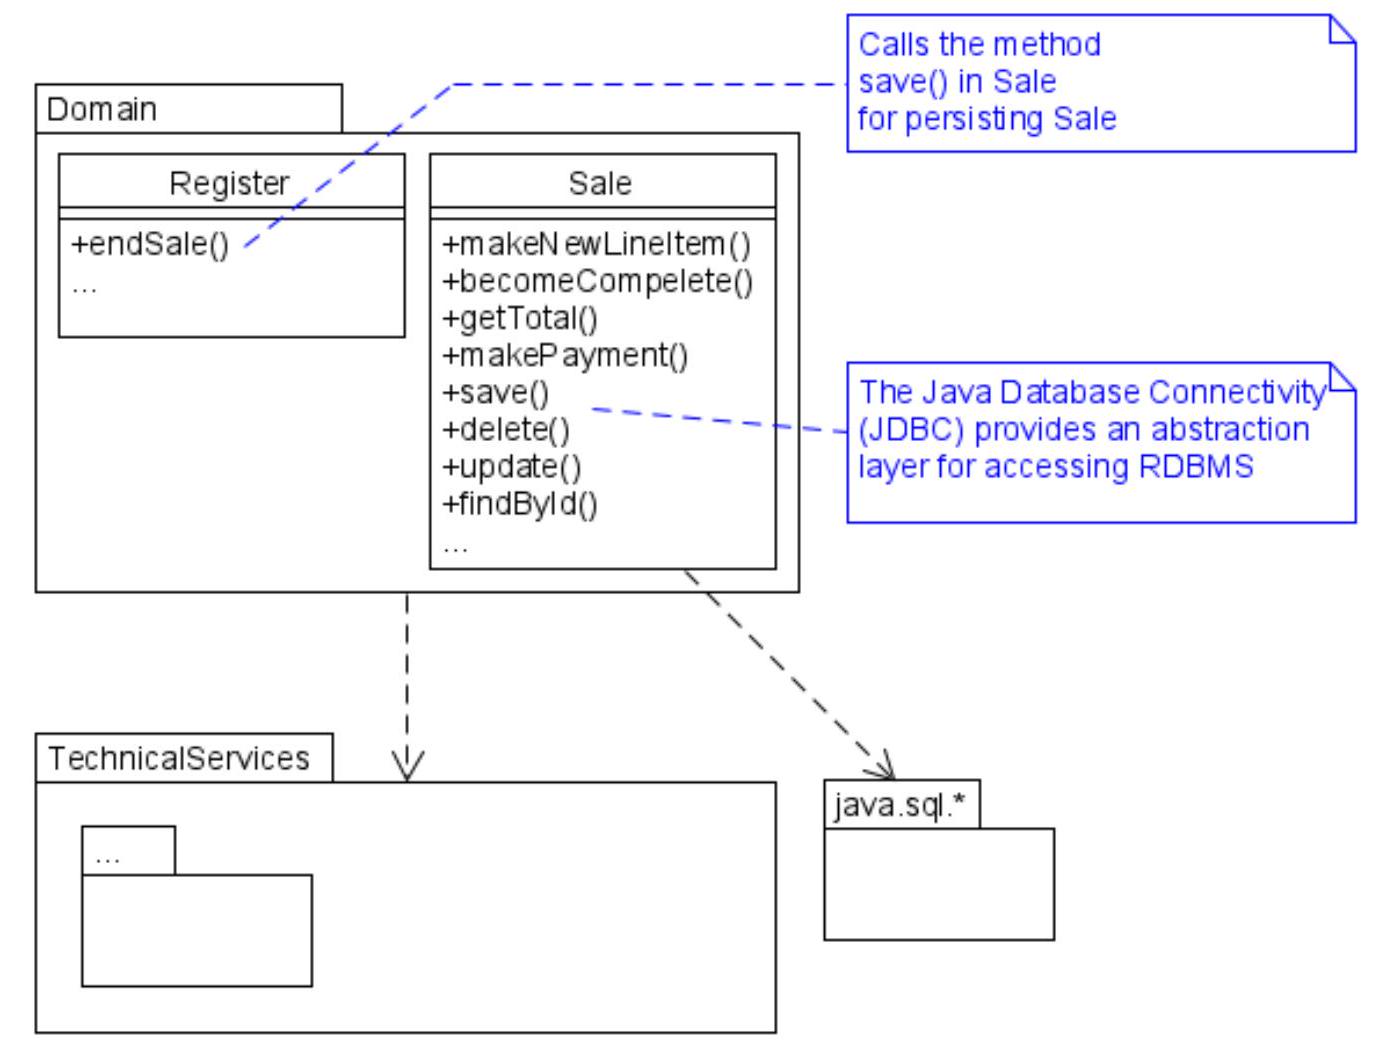 Calls the method
save() in Sale
for persisting Sale
Domain
Register
+endSale()
...
Sale
+makeNewLineItem()
+becomeCompelete()
+getTotal()
+makePayment()
+save()
+delete()
+update()
+findById()
...
The Java Database Connectivity
(JDBC) provides an abstraction
layer for accessing RDBMS
TechnicalServices
...
java.sql.*